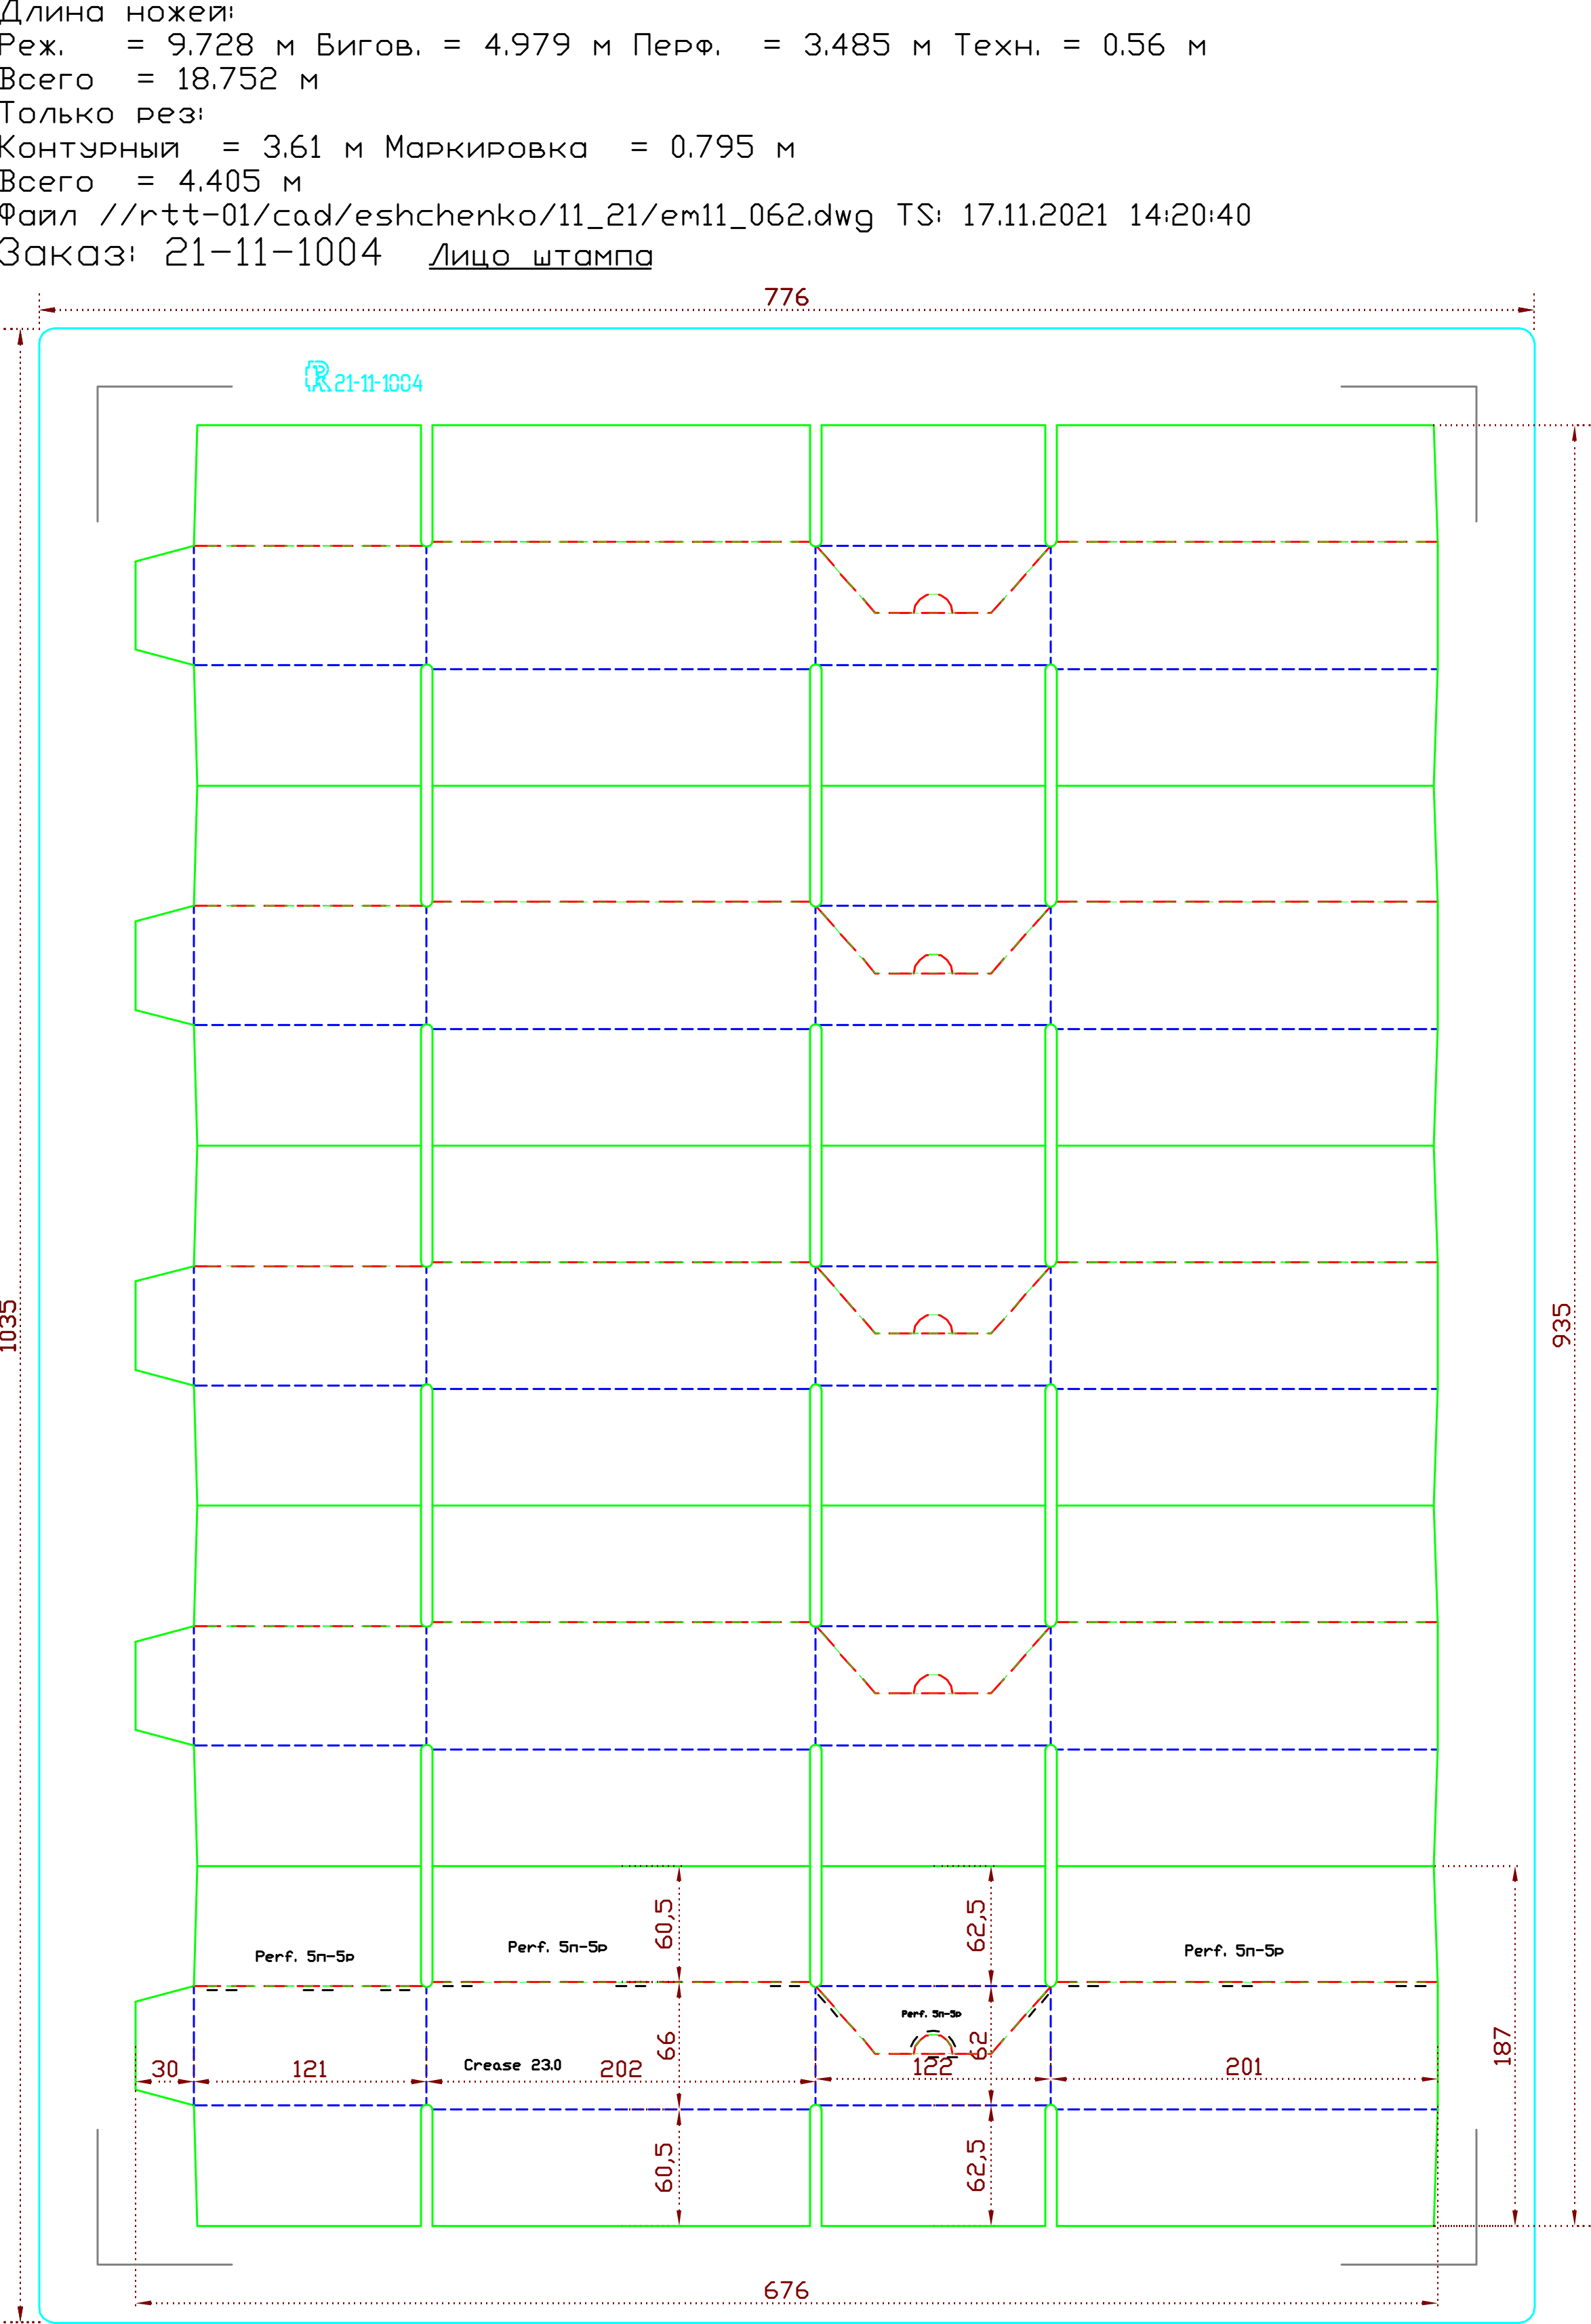 Длина ножей:
Реж. = 9.728 м Бигов. = 4.979 м Перф. = 3.485 м Техн. = 0.56 м
Всего = 18.752 м
Только рез:
Контурный = 3.61 м Маркировка = 0.795 м
Всего = 4.405 м
Файл //rtt-01/cad/eshchenko/11_21/em11_062.dwg TS: 17.11.2021 14:20:40
Заказ: 21-11-1004 Лицо штампа
776
R 21-11-1004
1035
935
60,5
62,5
Perf. 5п-5р
Perf. 5п-5р
Perf. 5п-5р
Perf. 5п-5р
66
62
187
30
121
Crease 23.0
202
122
201
60,5
62,5
676